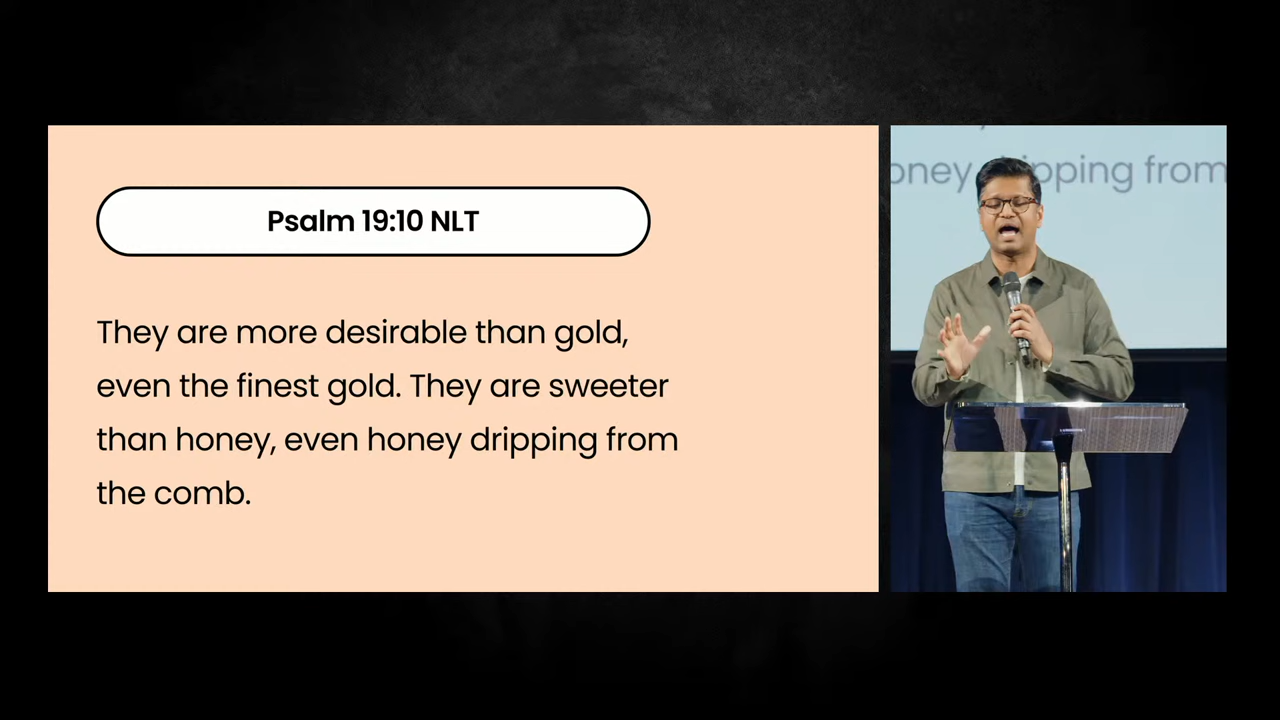 Psalm 19:10 NLT
They are more desirable than gold,
even the finest gold. They are sweeter
than honey, even honey dripping from
the comb.
from